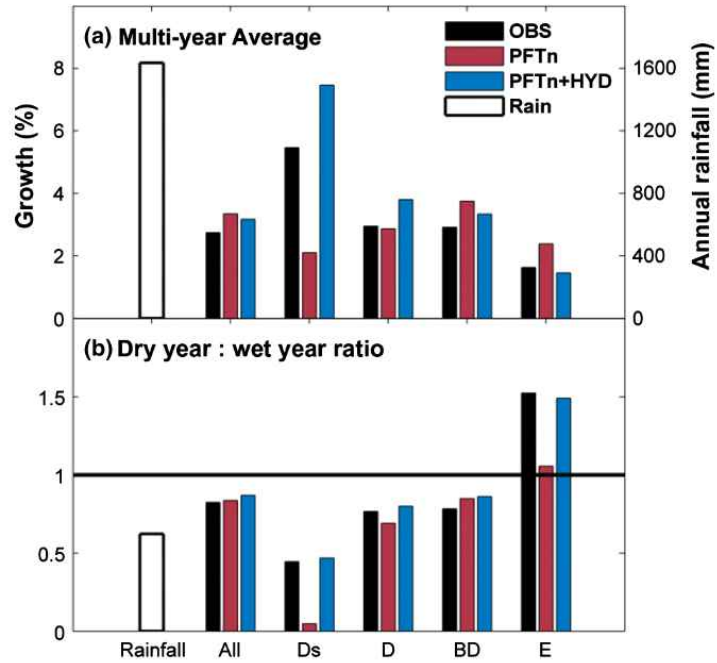 (a) Multi-year Average
OBS
PFTn
PFTn+HYD
Rain
Growth (%)
8
6
4
2
0
Annual rainfall (mm)
1600
1200
800
400
0
(b) Dry year : wet year ratio
1.5
1
0.5
0
Rainfall All Ds D BD E